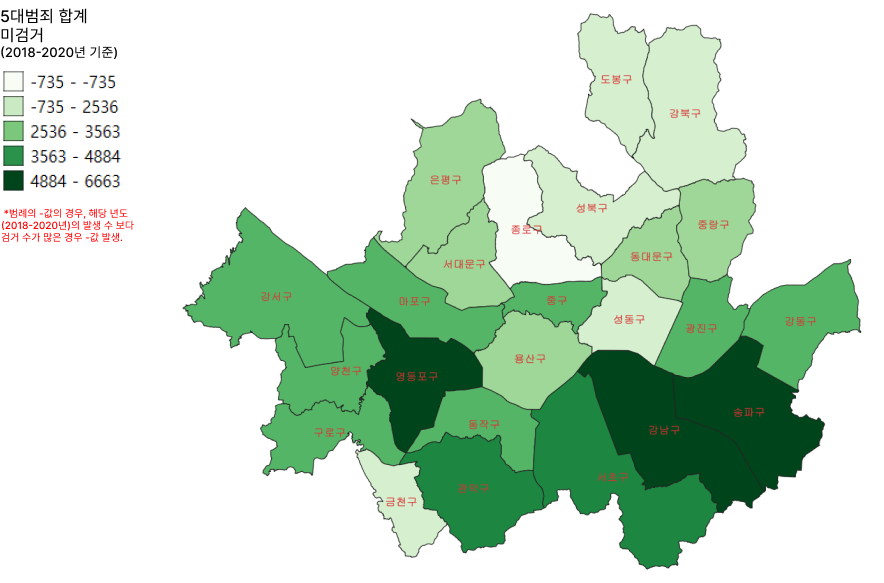 5대범죄 합계
미검거
(2018-2020년 기준)
-735 - -735
-735 - 2536
2536 - 3563
3563 - 4884
4884 - 6663
*범례의 -값의 경우, 해당 년도
(2018-2020년)의 발생 수 보다
검거 수가 많은 경우 -값 발생.
도봉구
강북구
은평구
성북구
종로구
중랑구
동대문구
서대문구
강서구
마포구
중구
성동구
광진구
강동구
용산구
양천구
영등포구
송파구
동작구
강남구
구로구
서초구
관악구
금천구